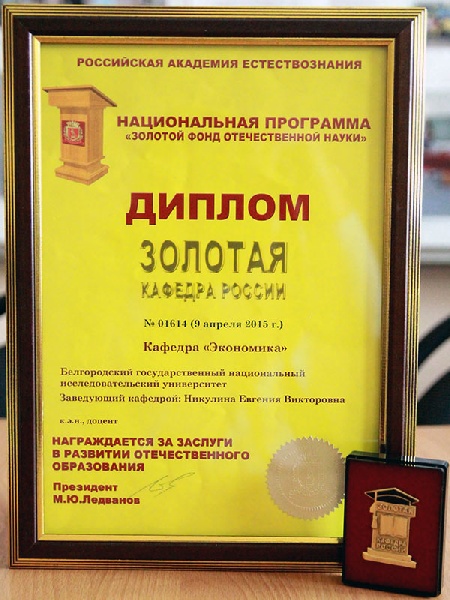 РОССИЙСКАЯ АКАДЕМИЯ ЕСТЕСТВОЗНАНИЯ
НАЦИОНАЛЬНАЯ ПРОГРАММА
«ЗОЛОТОЙ ФОНД ОТЕЧЕСТВЕННОЙ НАУКИ»
ДИПЛОМ
ЗОЛОТАЯ
КАФЕДРА РОССИИ
№ 01614 (9 апреля 2015 г.)
Кафедра «Экономика»
Белгородский государственный национальный
исследовательский университет
Заведующий кафедрой: Никулина Евгения Викторовна
к.э.н., доцент
НАГРАЖДАЕТСЯ ЗА ЗАСЛУГИ
В РАЗВИТИИ ОТЕЧЕСТВЕННОГО
ОБРАЗОВАНИЯ
Президент
М.Ю.Ледванов